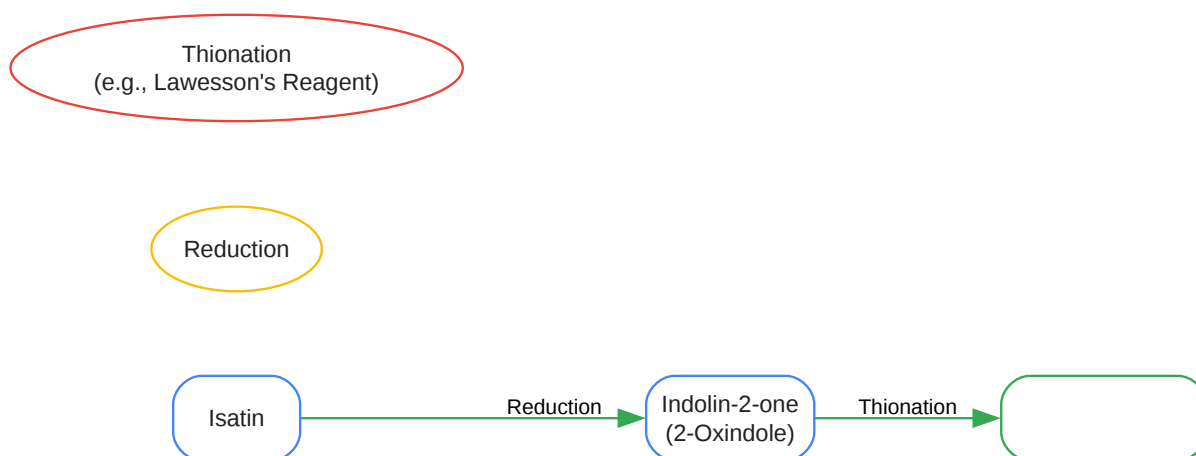 Thionation
(e.g., Lawesson's Reagent)
Reduction
Isatin
Reduction
Indolin-2-one
(2-Oxindole)
Thionation